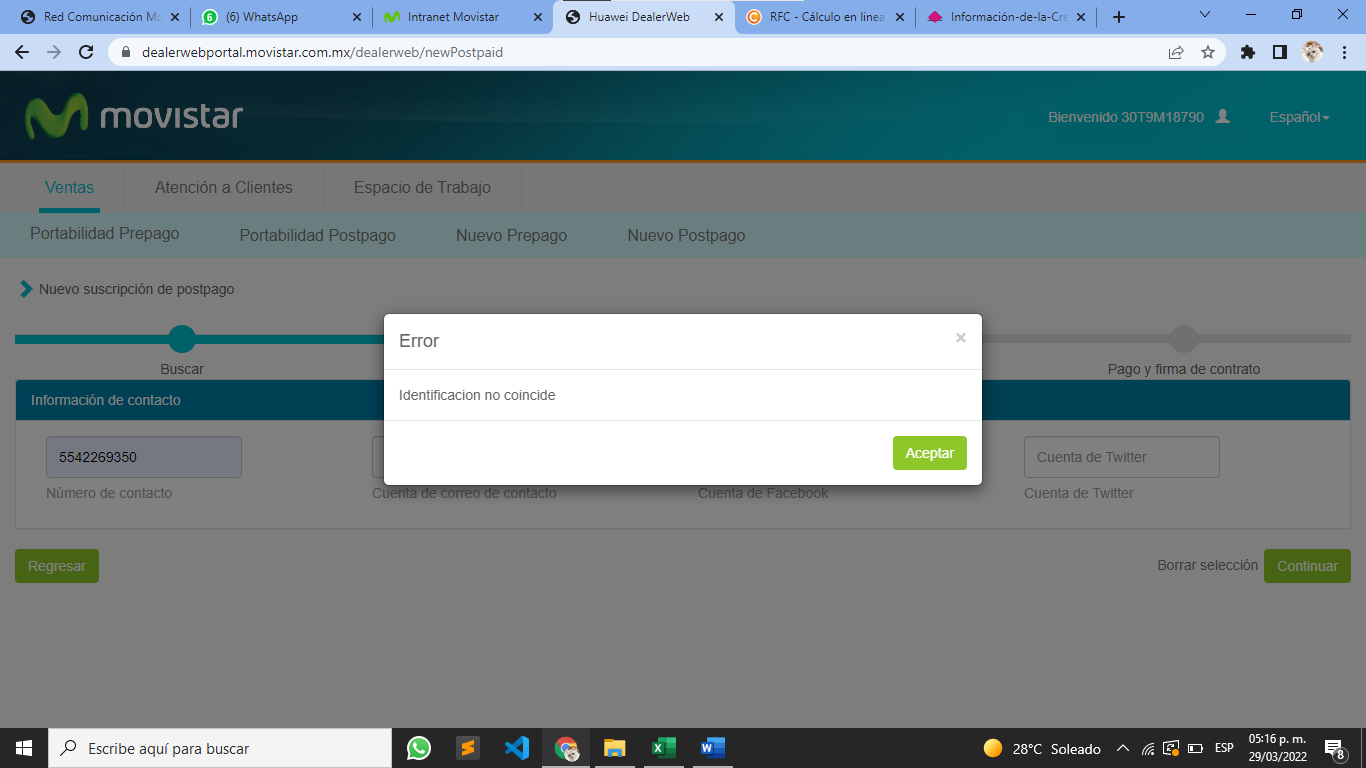 Red Comunicación Mo
(6) WhatsApp
Intranet Movistar
Huawei DealerWeb
RFC - Cálculo en linea
Información-de-la-Cre
dealerwebportal.movistar.com.mx/dealerweb/newPostpaid
movistar
Bienvenido 30T9M18790
Español
Ventas
Atención a Clientes
Espacio de Trabajo
Portabilidad Prepago
Portabilidad Postpago
Nuevo Prepago
Nuevo Postpago
Nuevo suscripción de postpago
Error
×
Buscar
Pago y firma de contrato
Identificacion no coincide
Información de contacto
Aceptar
5542269350
Cuenta de Twitter
Número de contacto
Cuenta de correo de contacto
Cuenta de Facebook
Cuenta de Twitter
Regresar
Borrar selección
Continuar
Escribe aquí para buscar
28°C Soleado
ESP
05:16 p. m.
29/03/2022
8